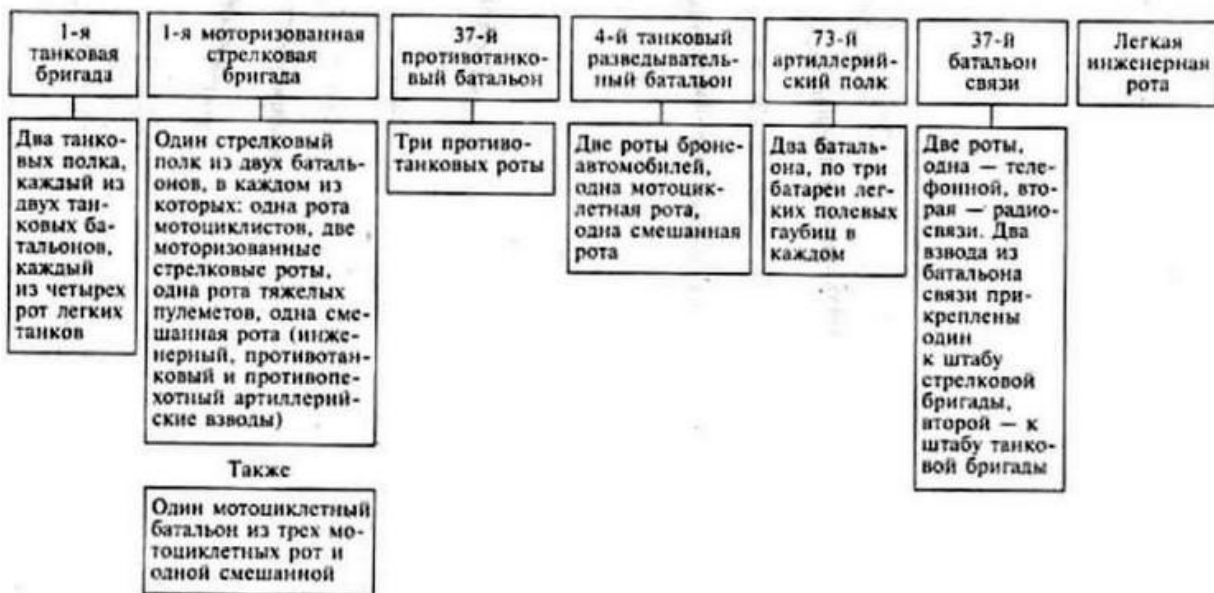 1-я
танковая
бригада
1-я моторизованная
стрелковая
бригада
37-й
противотанко-
вый батальон
4-й танковый
разведыватель-
ный батальон
73-й
артиллерий-
ский полк
37-й
батальон
связи
Легкая
инженерная
рота
Два танко-
вых полка,
каждый из
двух тан-
ковых ба-
тальонов,
каждый
из четырех
рот легких
танков
Один стрелковый
полк из двух баталь-
онов, в каждом из
которых: одна рота
мотоциклистов, две
моторизованные
стрелковые роты,
одна рота тяжелых
пулеметов, одна сме-
шанная рота (инже-
нерный, противотан-
ковый и противопе-
хотный артиллерий-
ские взводы)
Также
Один мотоциклетный
батальон из трех мо-
тоциклетных рот и
одной смешанной
Три противо-
танковых роты
Две роты броне-
автомобилей,
одна мотоцик-
летная рота,
одна смешанная
рота
Два баталь-
она, по три
батареи лег-
ких полевых
гаубиц в
каждом
Две роты,
одна — теле-
фонной, вто-
рая — радио-
связи. Два
взвода из
батальона
связи при-
креплены
один
к штабу
стрелковой
бригады,
второй — к
штабу танко-
вой бригады